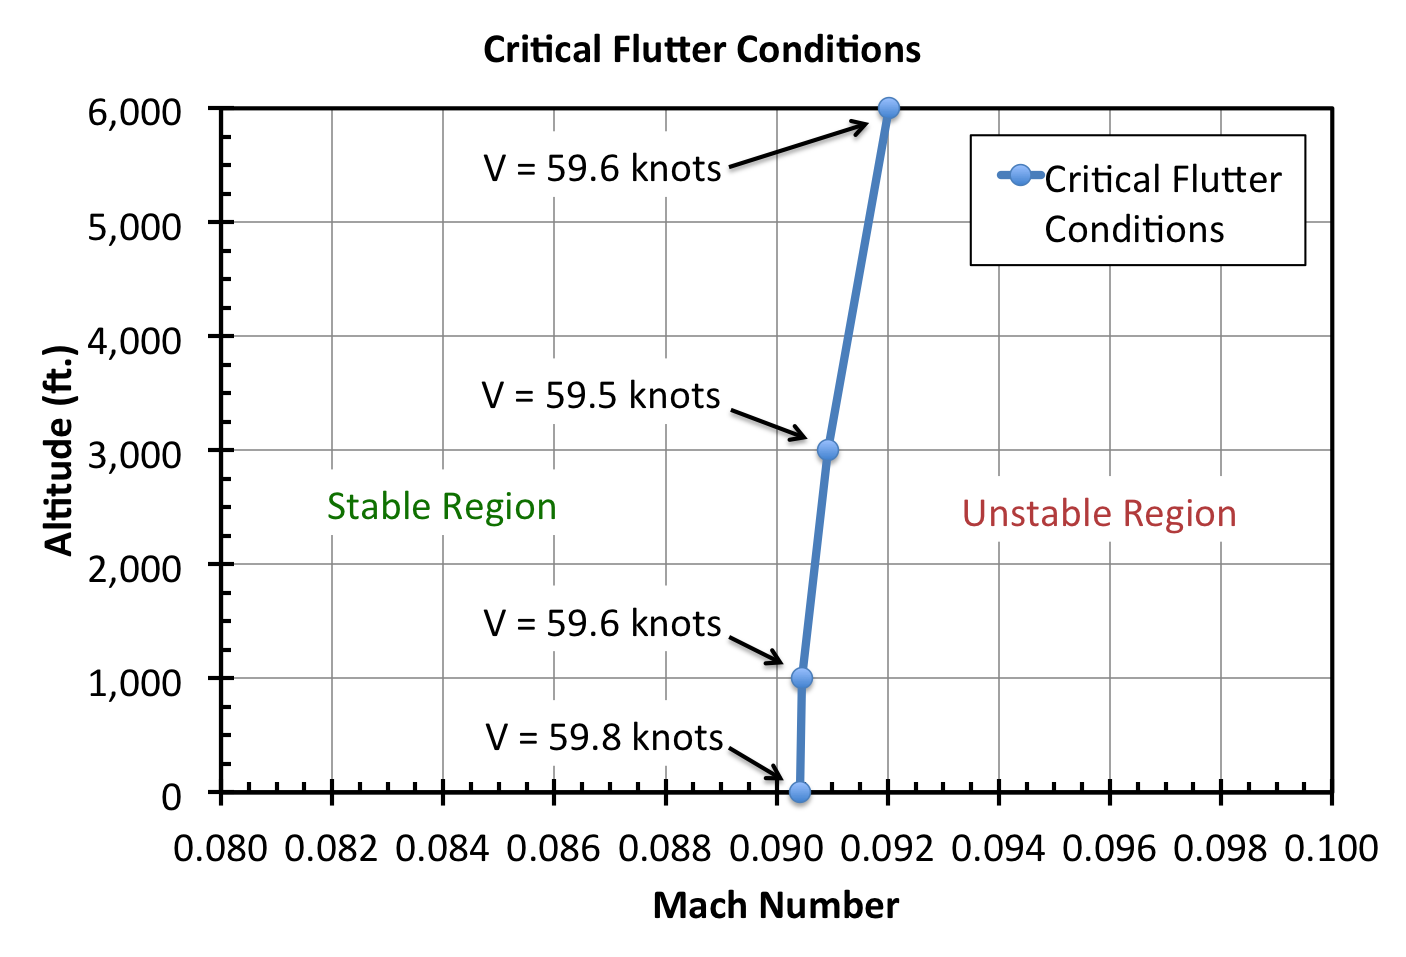 Critical Flutter Conditions
6,000
V = 59.6 knots
Critical Flutter
Conditions
5,000
4,000
V = 59.5 knots
3,000
Altitude (ft.)
Stable Region
Unstable Region
2,000
V = 59.6 knots
1,000
V = 59.8 knots
0
0.080 0.082 0.084 0.086 0.088 0.090 0.092 0.094 0.096 0.098 0.100
Mach Number